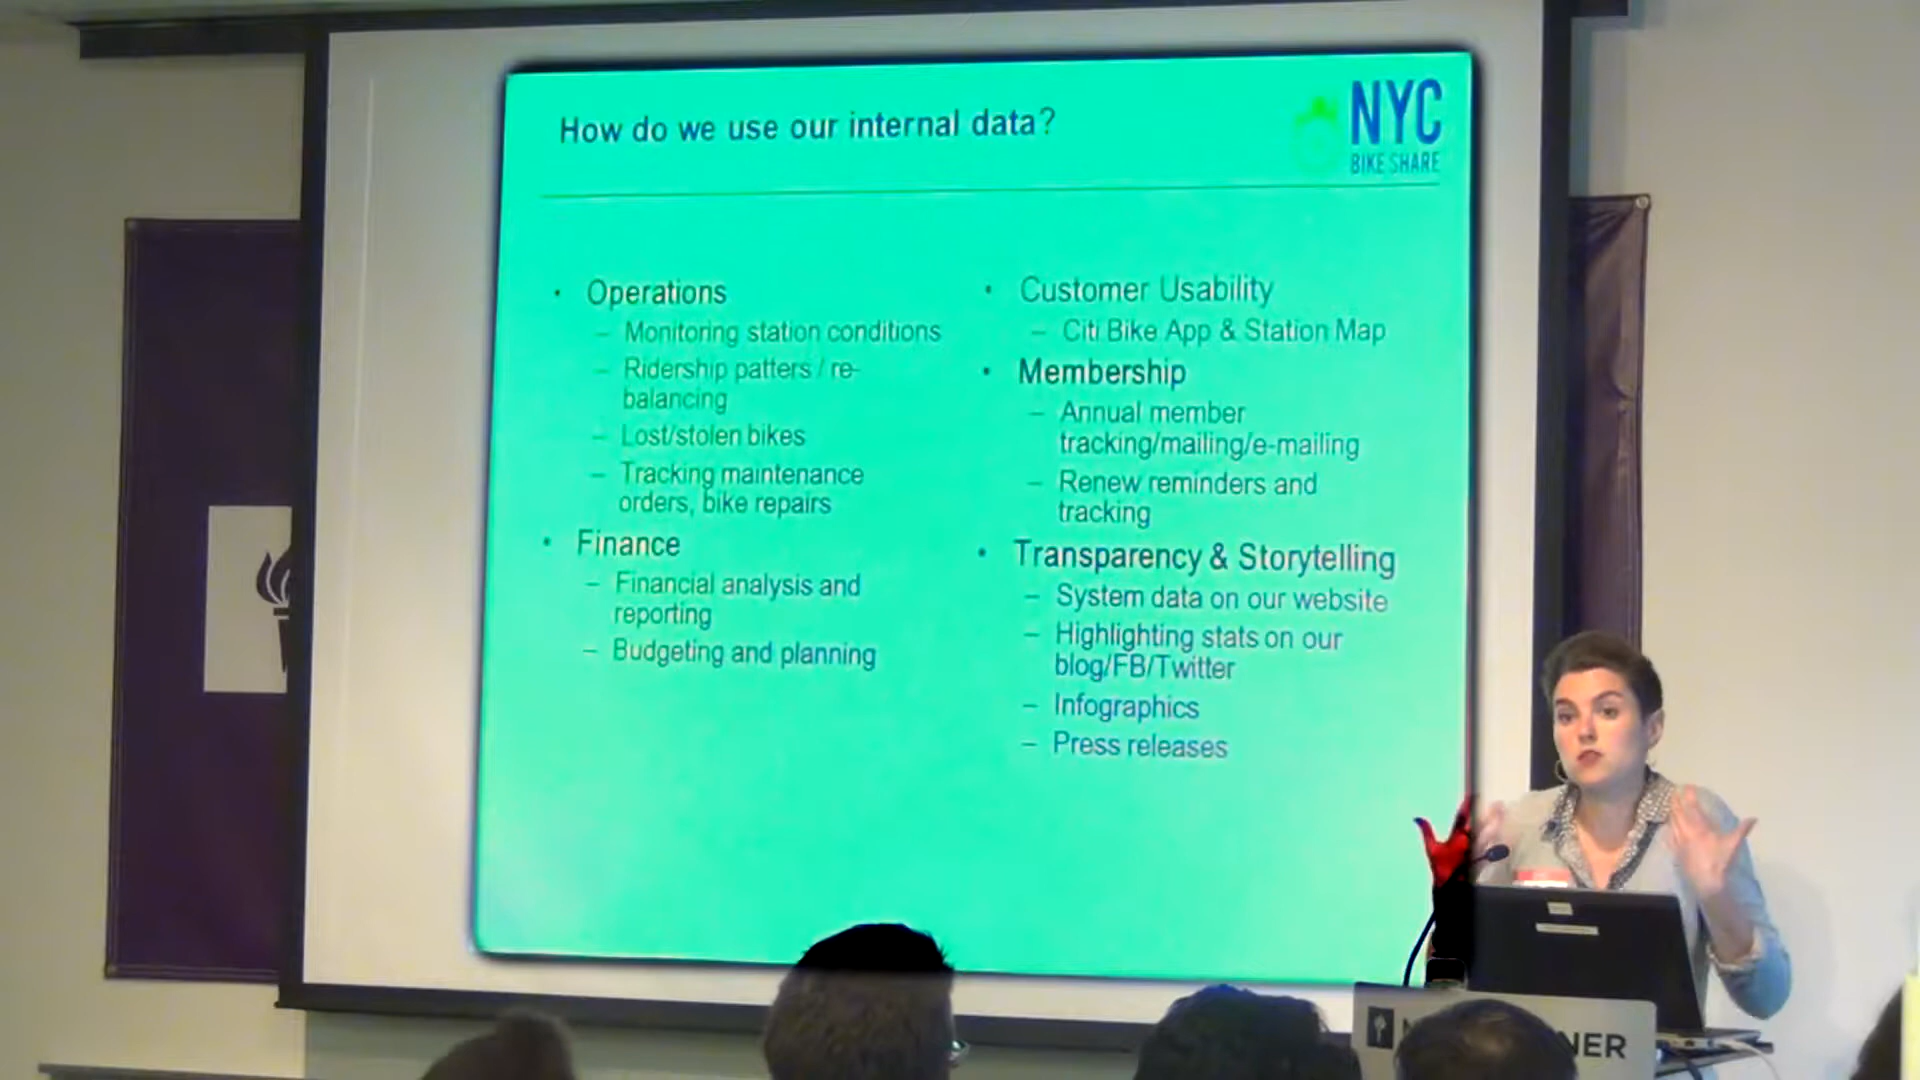 How do we use our internal data?
NYC
BIKE SHARE
• Operations
– Monitoring station conditions
– Ridership patters / re-
balancing
– Lost/stolen bikes
– Tracking maintenance
orders, bike repairs
• Finance
– Financial analysis and
reporting
– Budgeting and planning
• Customer Usability
– Citi Bike App & Station Map
• Membership
– Annual member
tracking/mailing/e-mailing
– Renew reminders and
tracking
• Transparency & Storytelling
– System data on our website
– Highlighting stats on our
blog/FB/Twitter
– Infographics
– Press releases
NER